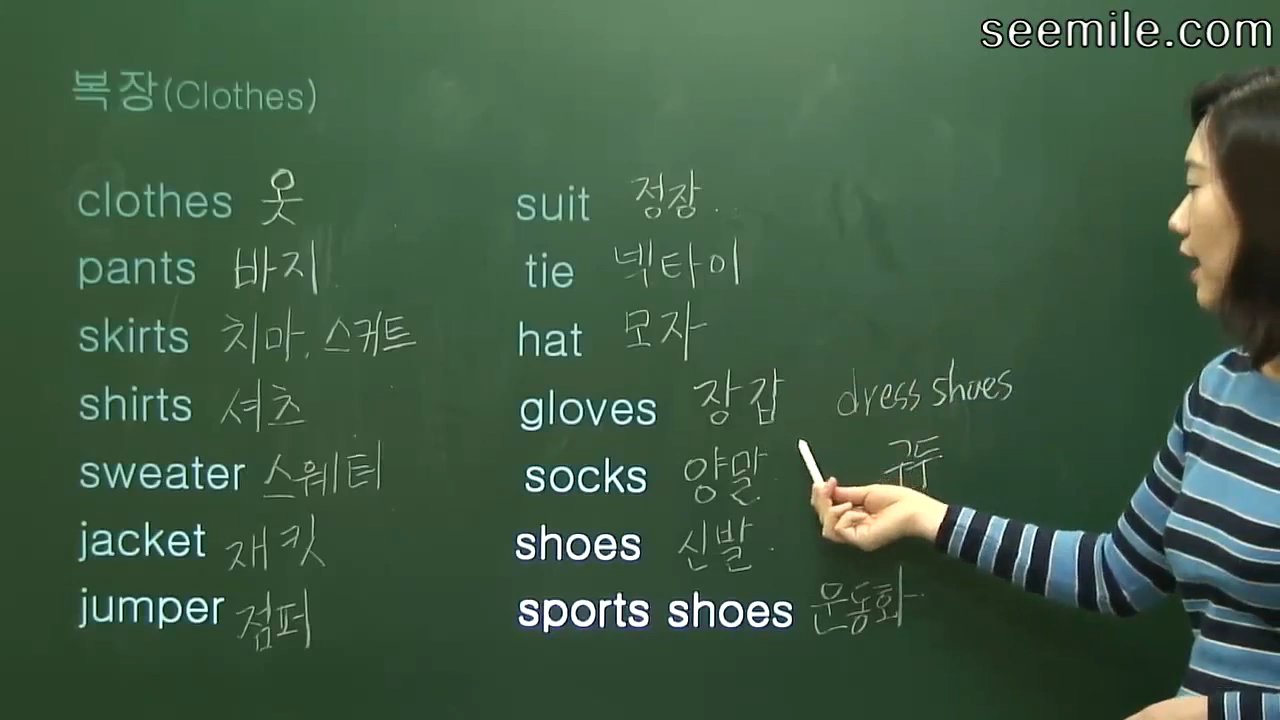 seemile.com
복장(Clothes)
clothes 옷
pants 바지
skirts 치마, 스커트
shirts 셔츠
sweater 스웨터
jacket 재킷
jumper 점퍼
suit 정장
tie 넥타이
hat 모자
gloves 장갑
socks 양말
shoes 신발
sports shoes 운동화
dress shoes
구두